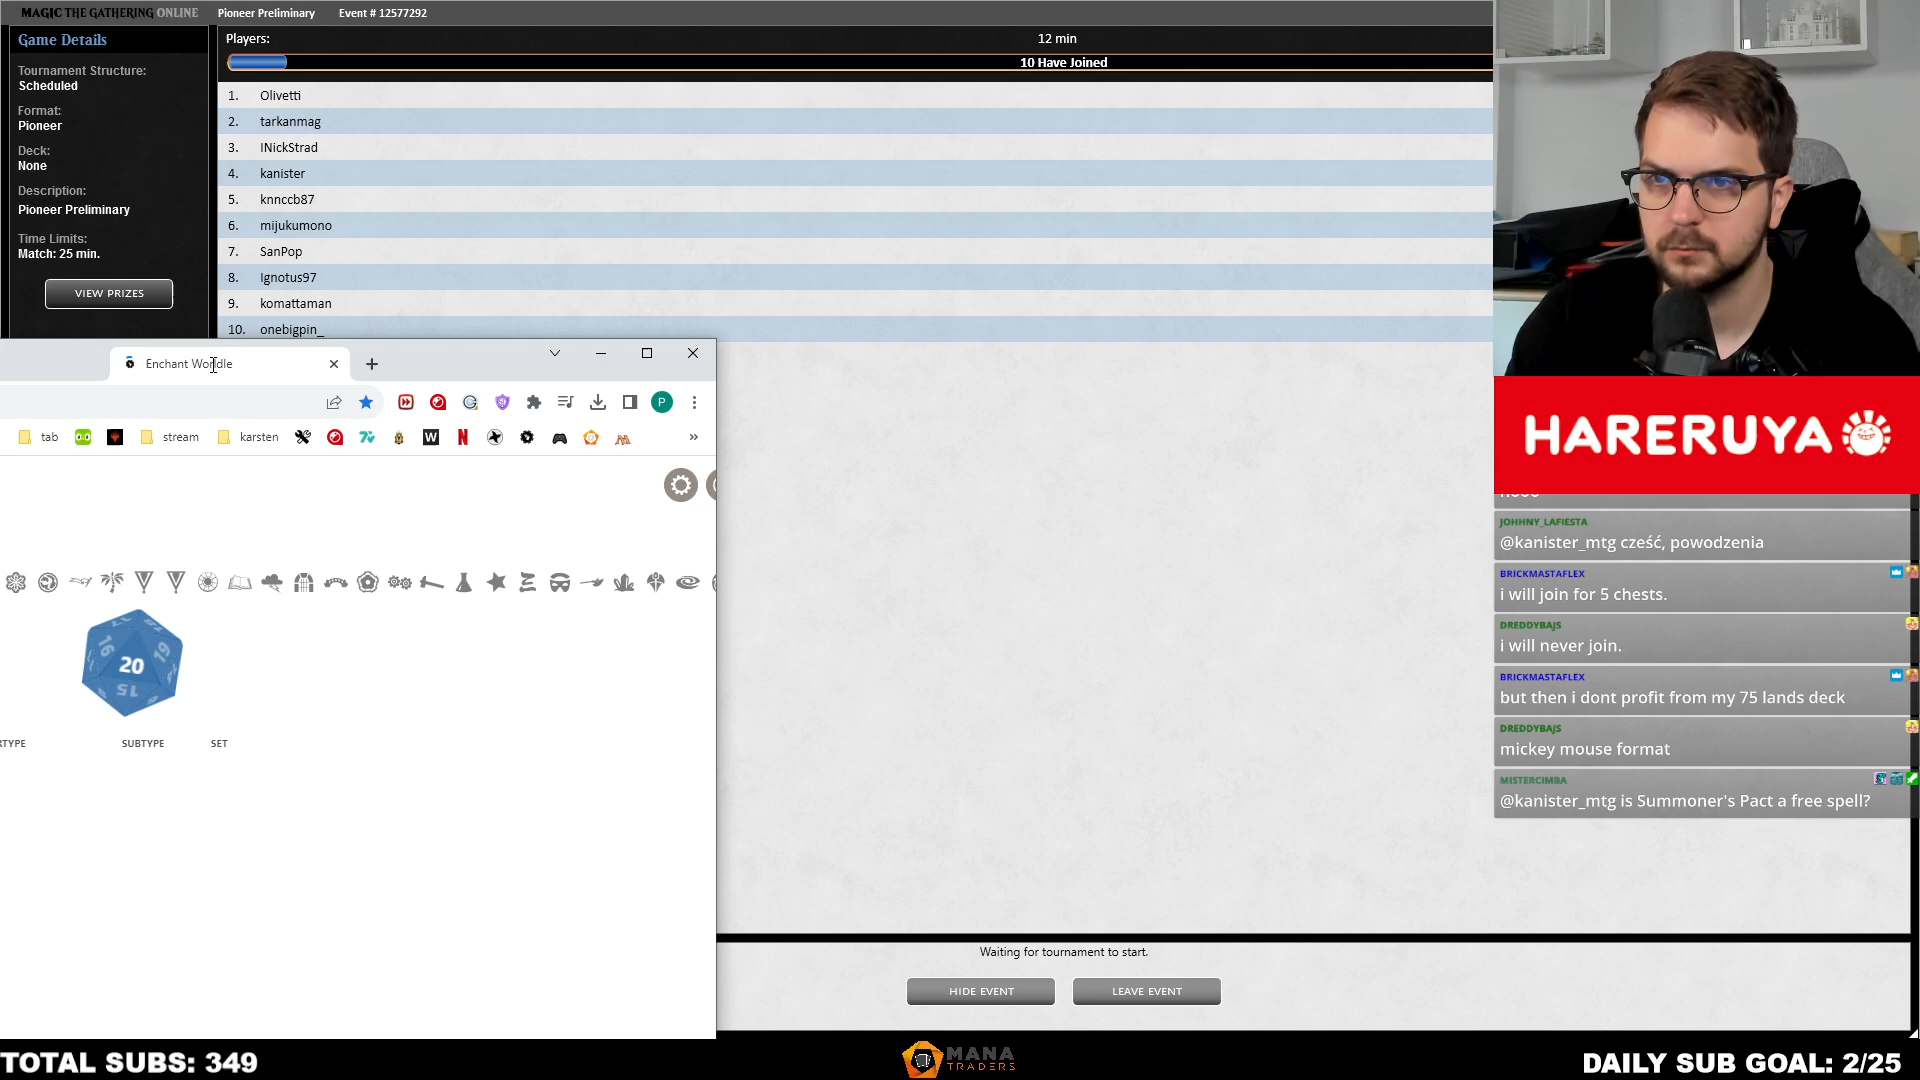 MAGIC THE GATHERING ONLINE
Pioneer Preliminary
Event # 12577292
Game Details
Tournament Structure:
Scheduled
Format:
Pioneer
Deck:
None
Description:
Pioneer Preliminary
Time Limits:
Match: 25 min.
VIEW PRIZES
Players:
12 min
10 Have Joined
1. Olivetti
2. tarkanmag
3. INickStrad
4. kanister
5. knnccb87
6. mijukumono
7. SanPop
8. Ignotus97
9. komattaman
10. onebigpin_
Enchant Worldle
P
tab
stream
karsten
W
N
»
16
19
20
15
SUBTYPE
SET
Waiting for tournament to start.
HIDE EVENT
LEAVE EVENT
HARERUYA
JOHHNY_LAFIESTA
@kanister_mtg cześć, powodzenia
BRICKMASTAFLEX
i will join for 5 chests.
DREDDYBAJS
i will never join.
BRICKMASTAFLEX
but then i dont profit from my 75 lands deck
DREDDYBAJS
mickey mouse format
MISTERCIMBA
@kanister_mtg is Summoner's Pact a free spell?
TOTAL SUBS: 349
MANA
TRADERS
DAILY SUB GOAL: 2/25